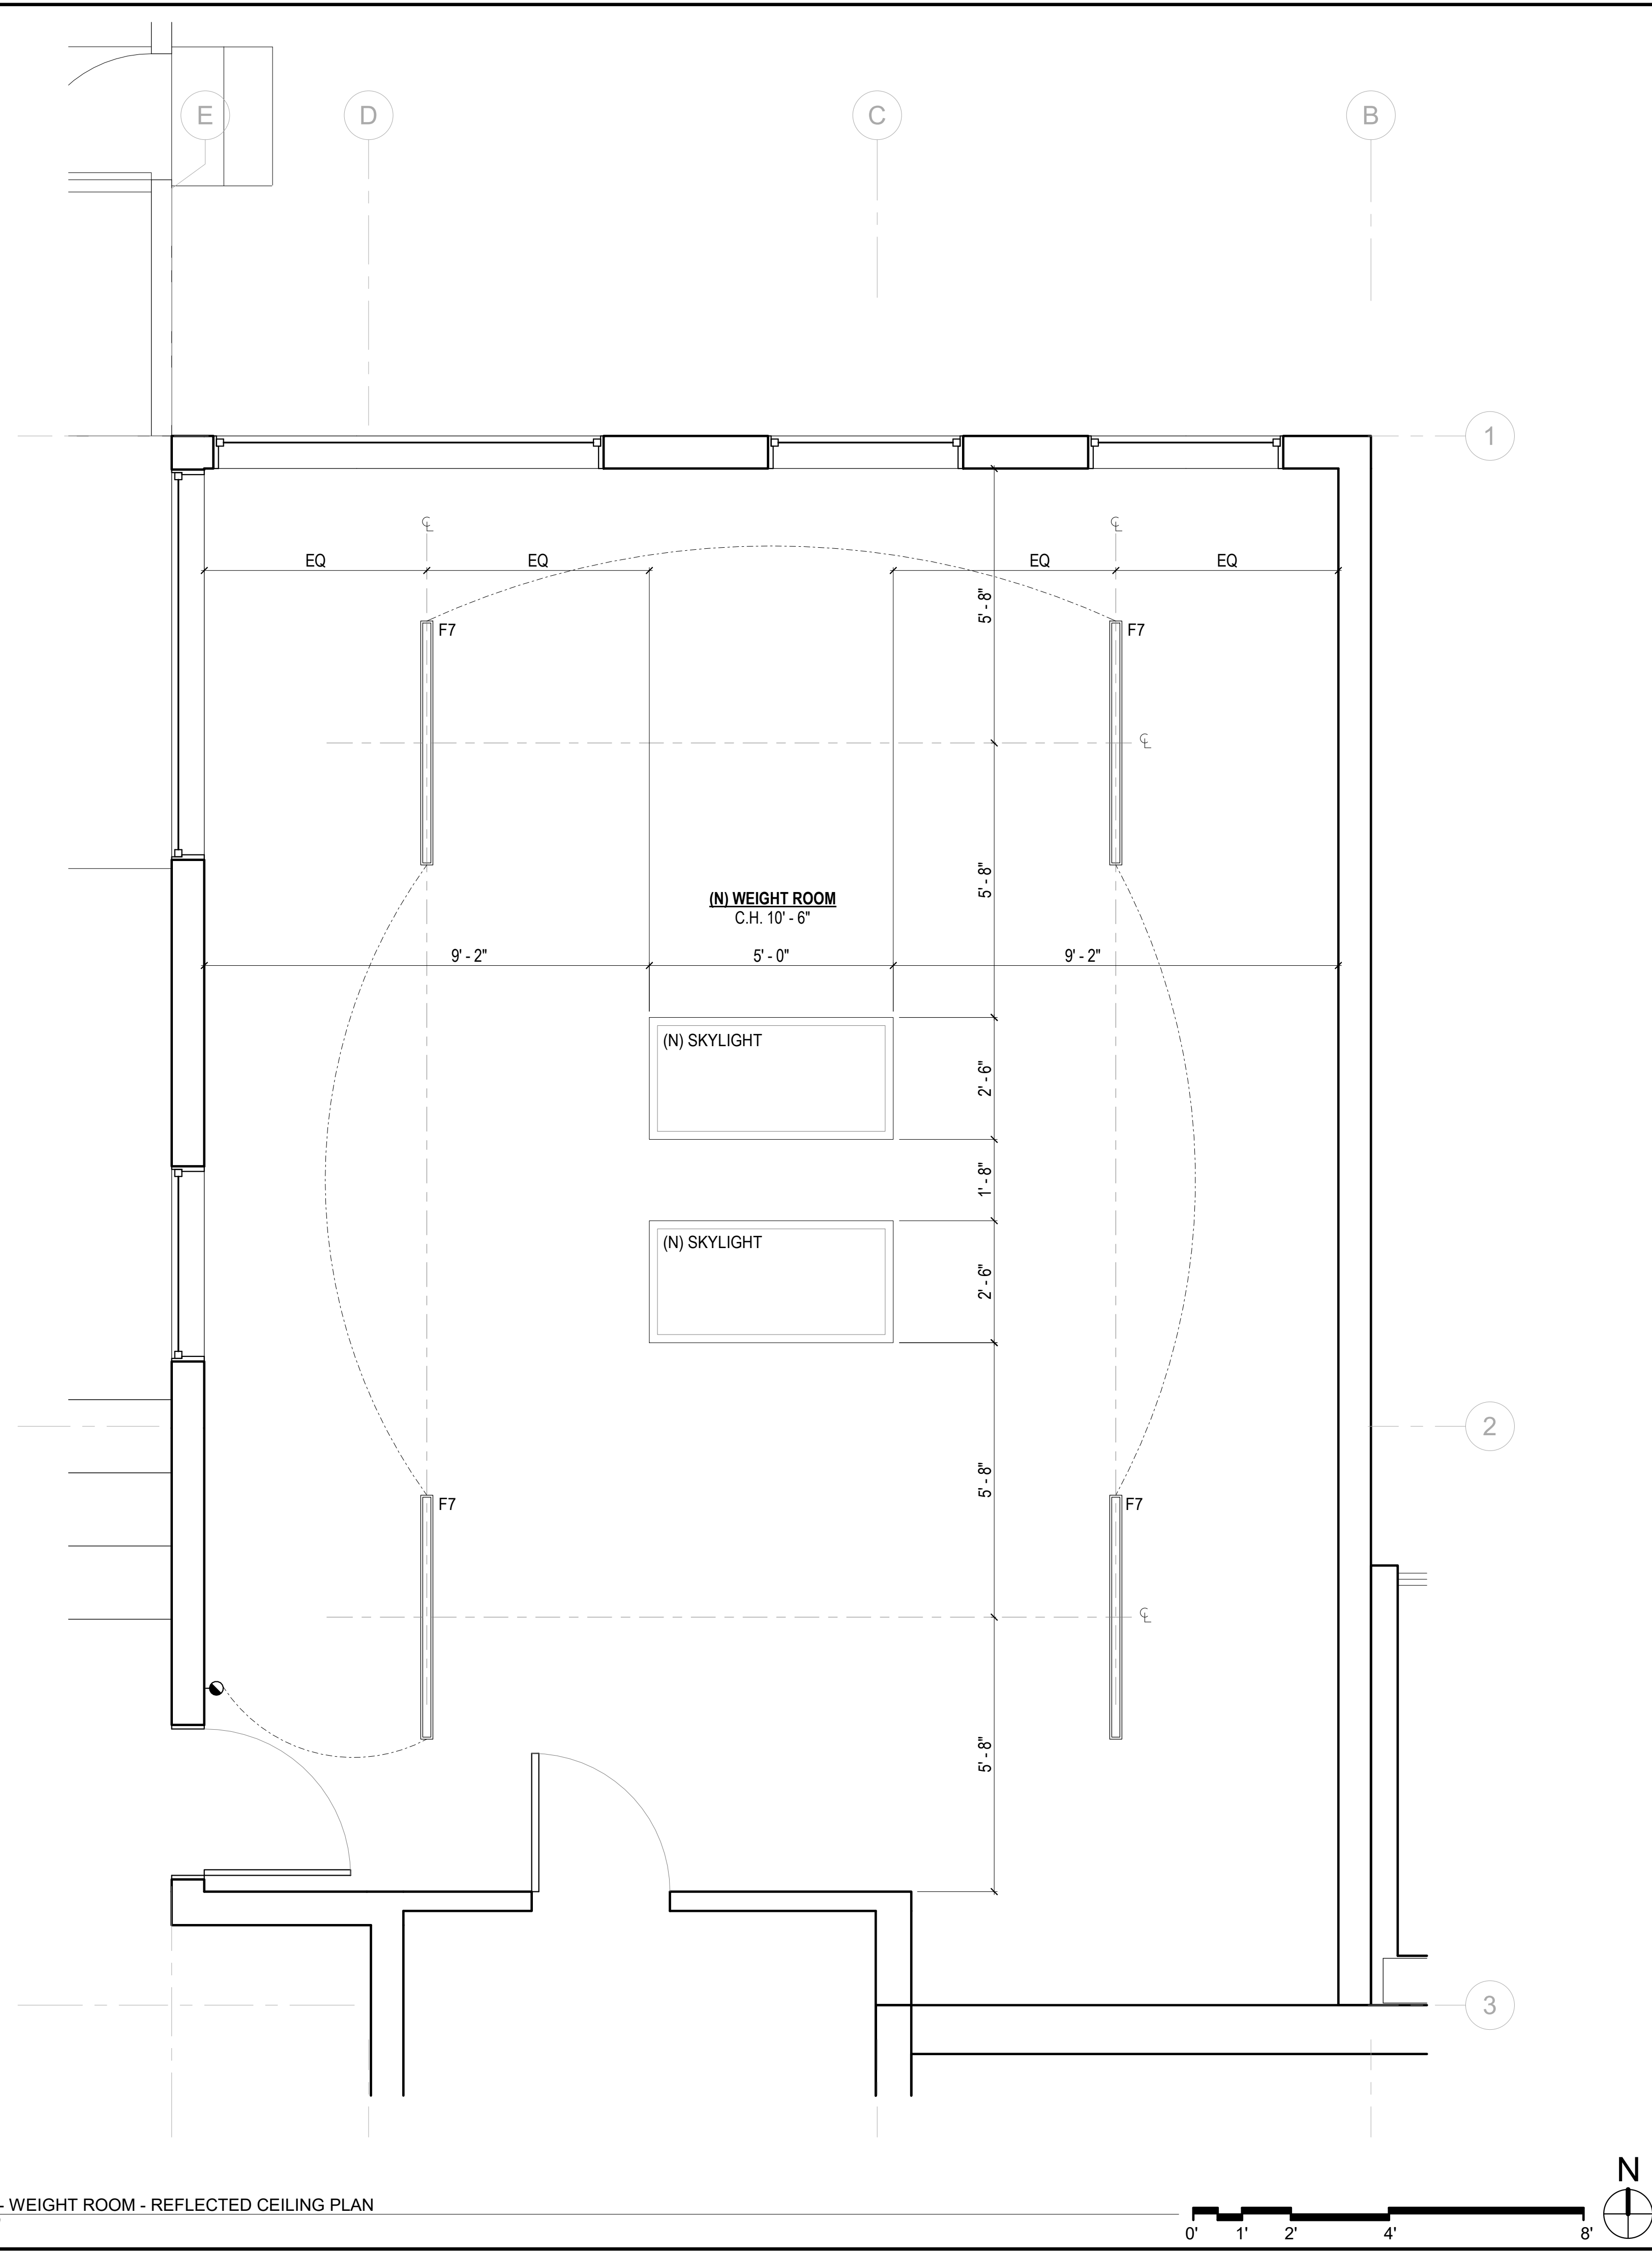 E
D
C
B
1
℄
℄
EQ
EQ
EQ
EQ
5' - 8"
F7
F7
℄
5' - 8"
(N) WEIGHT ROOM
C.H. 10' - 6"
9' - 2"
5' - 0"
9' - 2"
(N) SKYLIGHT
2' - 6"
1' - 8"
(N) SKYLIGHT
2' - 6"
2
5' - 8"
F7
F7
℄
5' - 8"
3
N
- WEIGHT ROOM - REFLECTED CEILING PLAN
0'
1'
2'
4'
8'